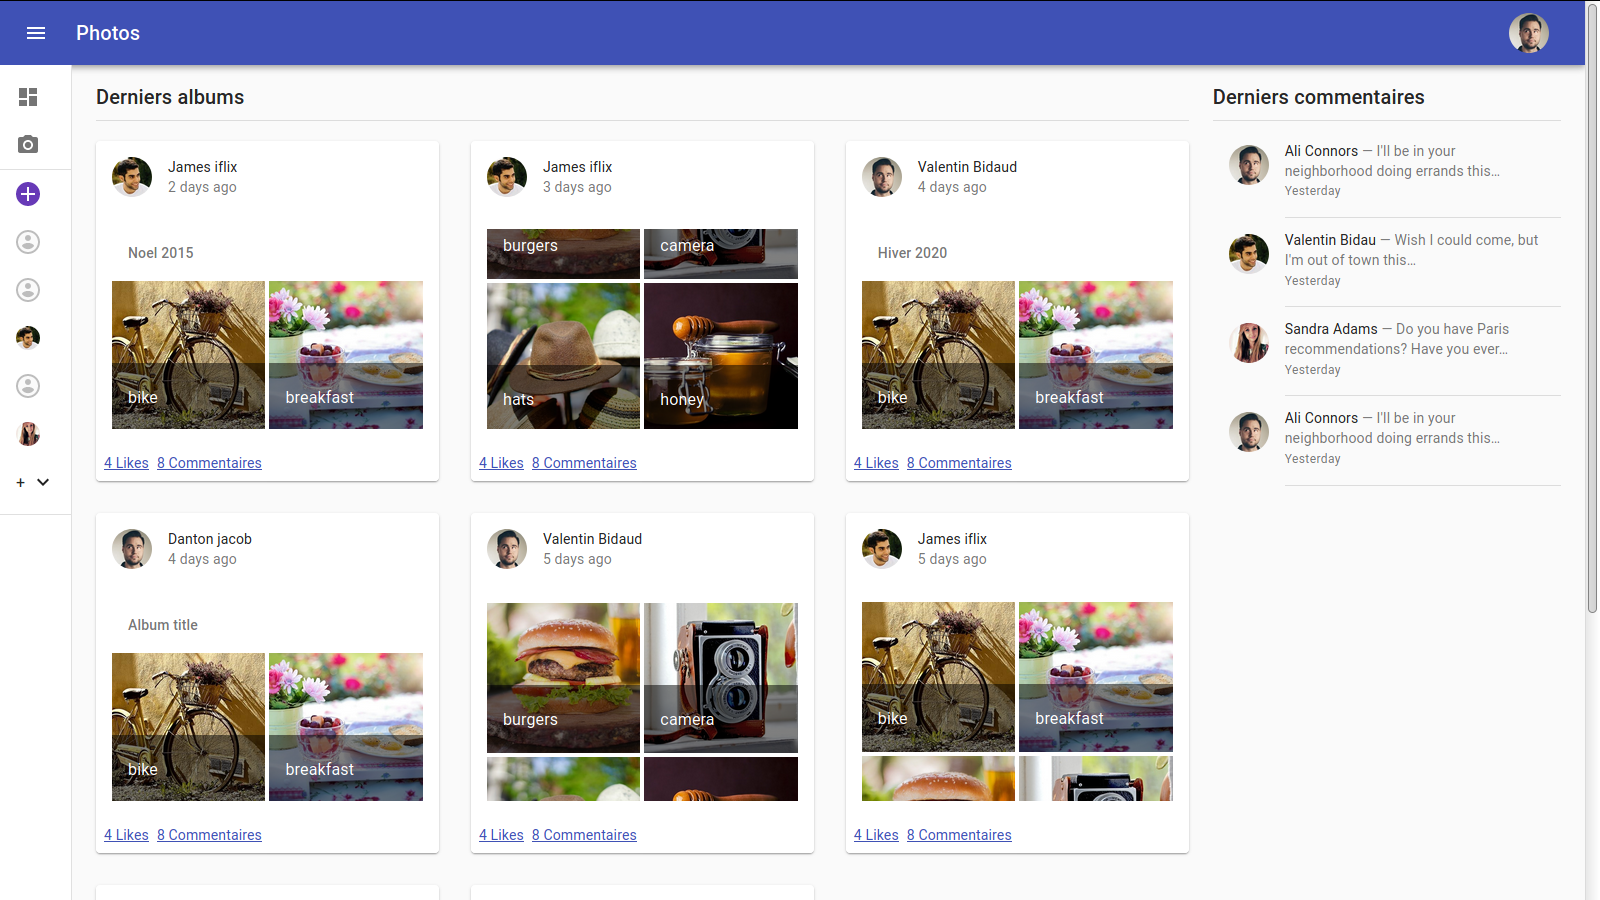 Photos
Derniers albums
James iflix
2 days ago
Noel 2015
bike
breakfast
4 Likes 8 Commentaires
James iflix
3 days ago
burgers
camera
hats
honey
4 Likes 8 Commentaires
Valentin Bidaud
4 days ago
Hiver 2020
bike
breakfast
4 Likes 8 Commentaires
Danton jacob
4 days ago
Album title
bike
breakfast
4 Likes 8 Commentaires
Valentin Bidaud
5 days ago
burgers
camera
4 Likes 8 Commentaires
James iflix
5 days ago
bike
breakfast
4 Likes 8 Commentaires
Derniers commentaires
Ali Connors — I'll be in your
neighborhood doing errands this…
Yesterday
Valentin Bidau — Wish I could come, but
I'm out of town this…
Yesterday
Sandra Adams — Do you have Paris
recommendations? Have you ever…
Yesterday
Ali Connors — I'll be in your
neighborhood doing errands this…
Yesterday
+